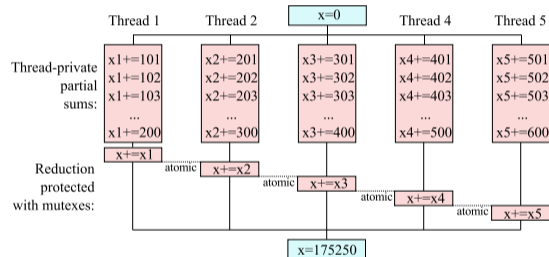 x=0
Thread 1
Thread 2
Thread 4
Thread 5
Thread-private
partial
sums:
x1+=101
x1+=102
x1+=103
...
x1+=200
x2+=201
x2+=202
x2+=203
...
x2+=300
x3+=301
x3+=302
x3+=303
...
x3+=400
x4+=401
x4+=402
x4+=403
...
x4+=500
x5+=501
x5+=502
x5+=503
...
x5+=600
Reduction
protected
with mutexes:
x+=x1
atomic
x+=x2
atomic
x+=x3
atomic
x+=x4
atomic
x+=x5
x=175250